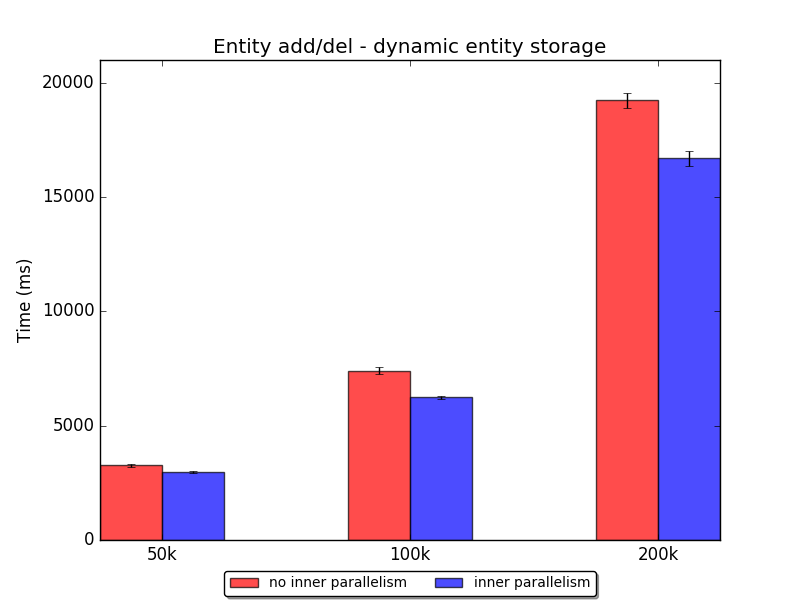 Entity add/del - dynamic entity storage
20000
15000
10000
5000
0
Time (ms)
50k 100k 200k
no inner parallelism inner parallelism